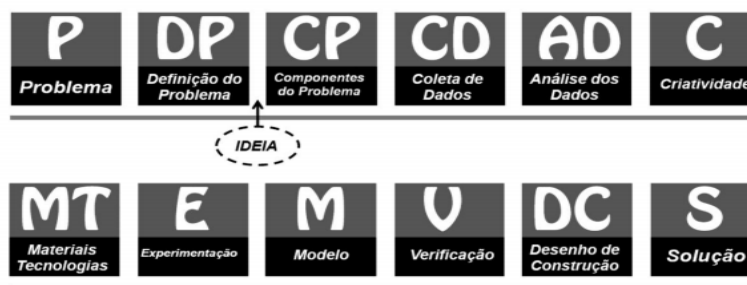 P DP CP CD AD C
Problema
Definição do
Problema
Componentes
do Problema
Coleta de
Dados
Análise dos
Dados
Criatividade
IDEIA
MT E M V DC S
Materiais
Tecnologias
Experimentação
Modelo
Verificação
Desenho de
Construção
Solução